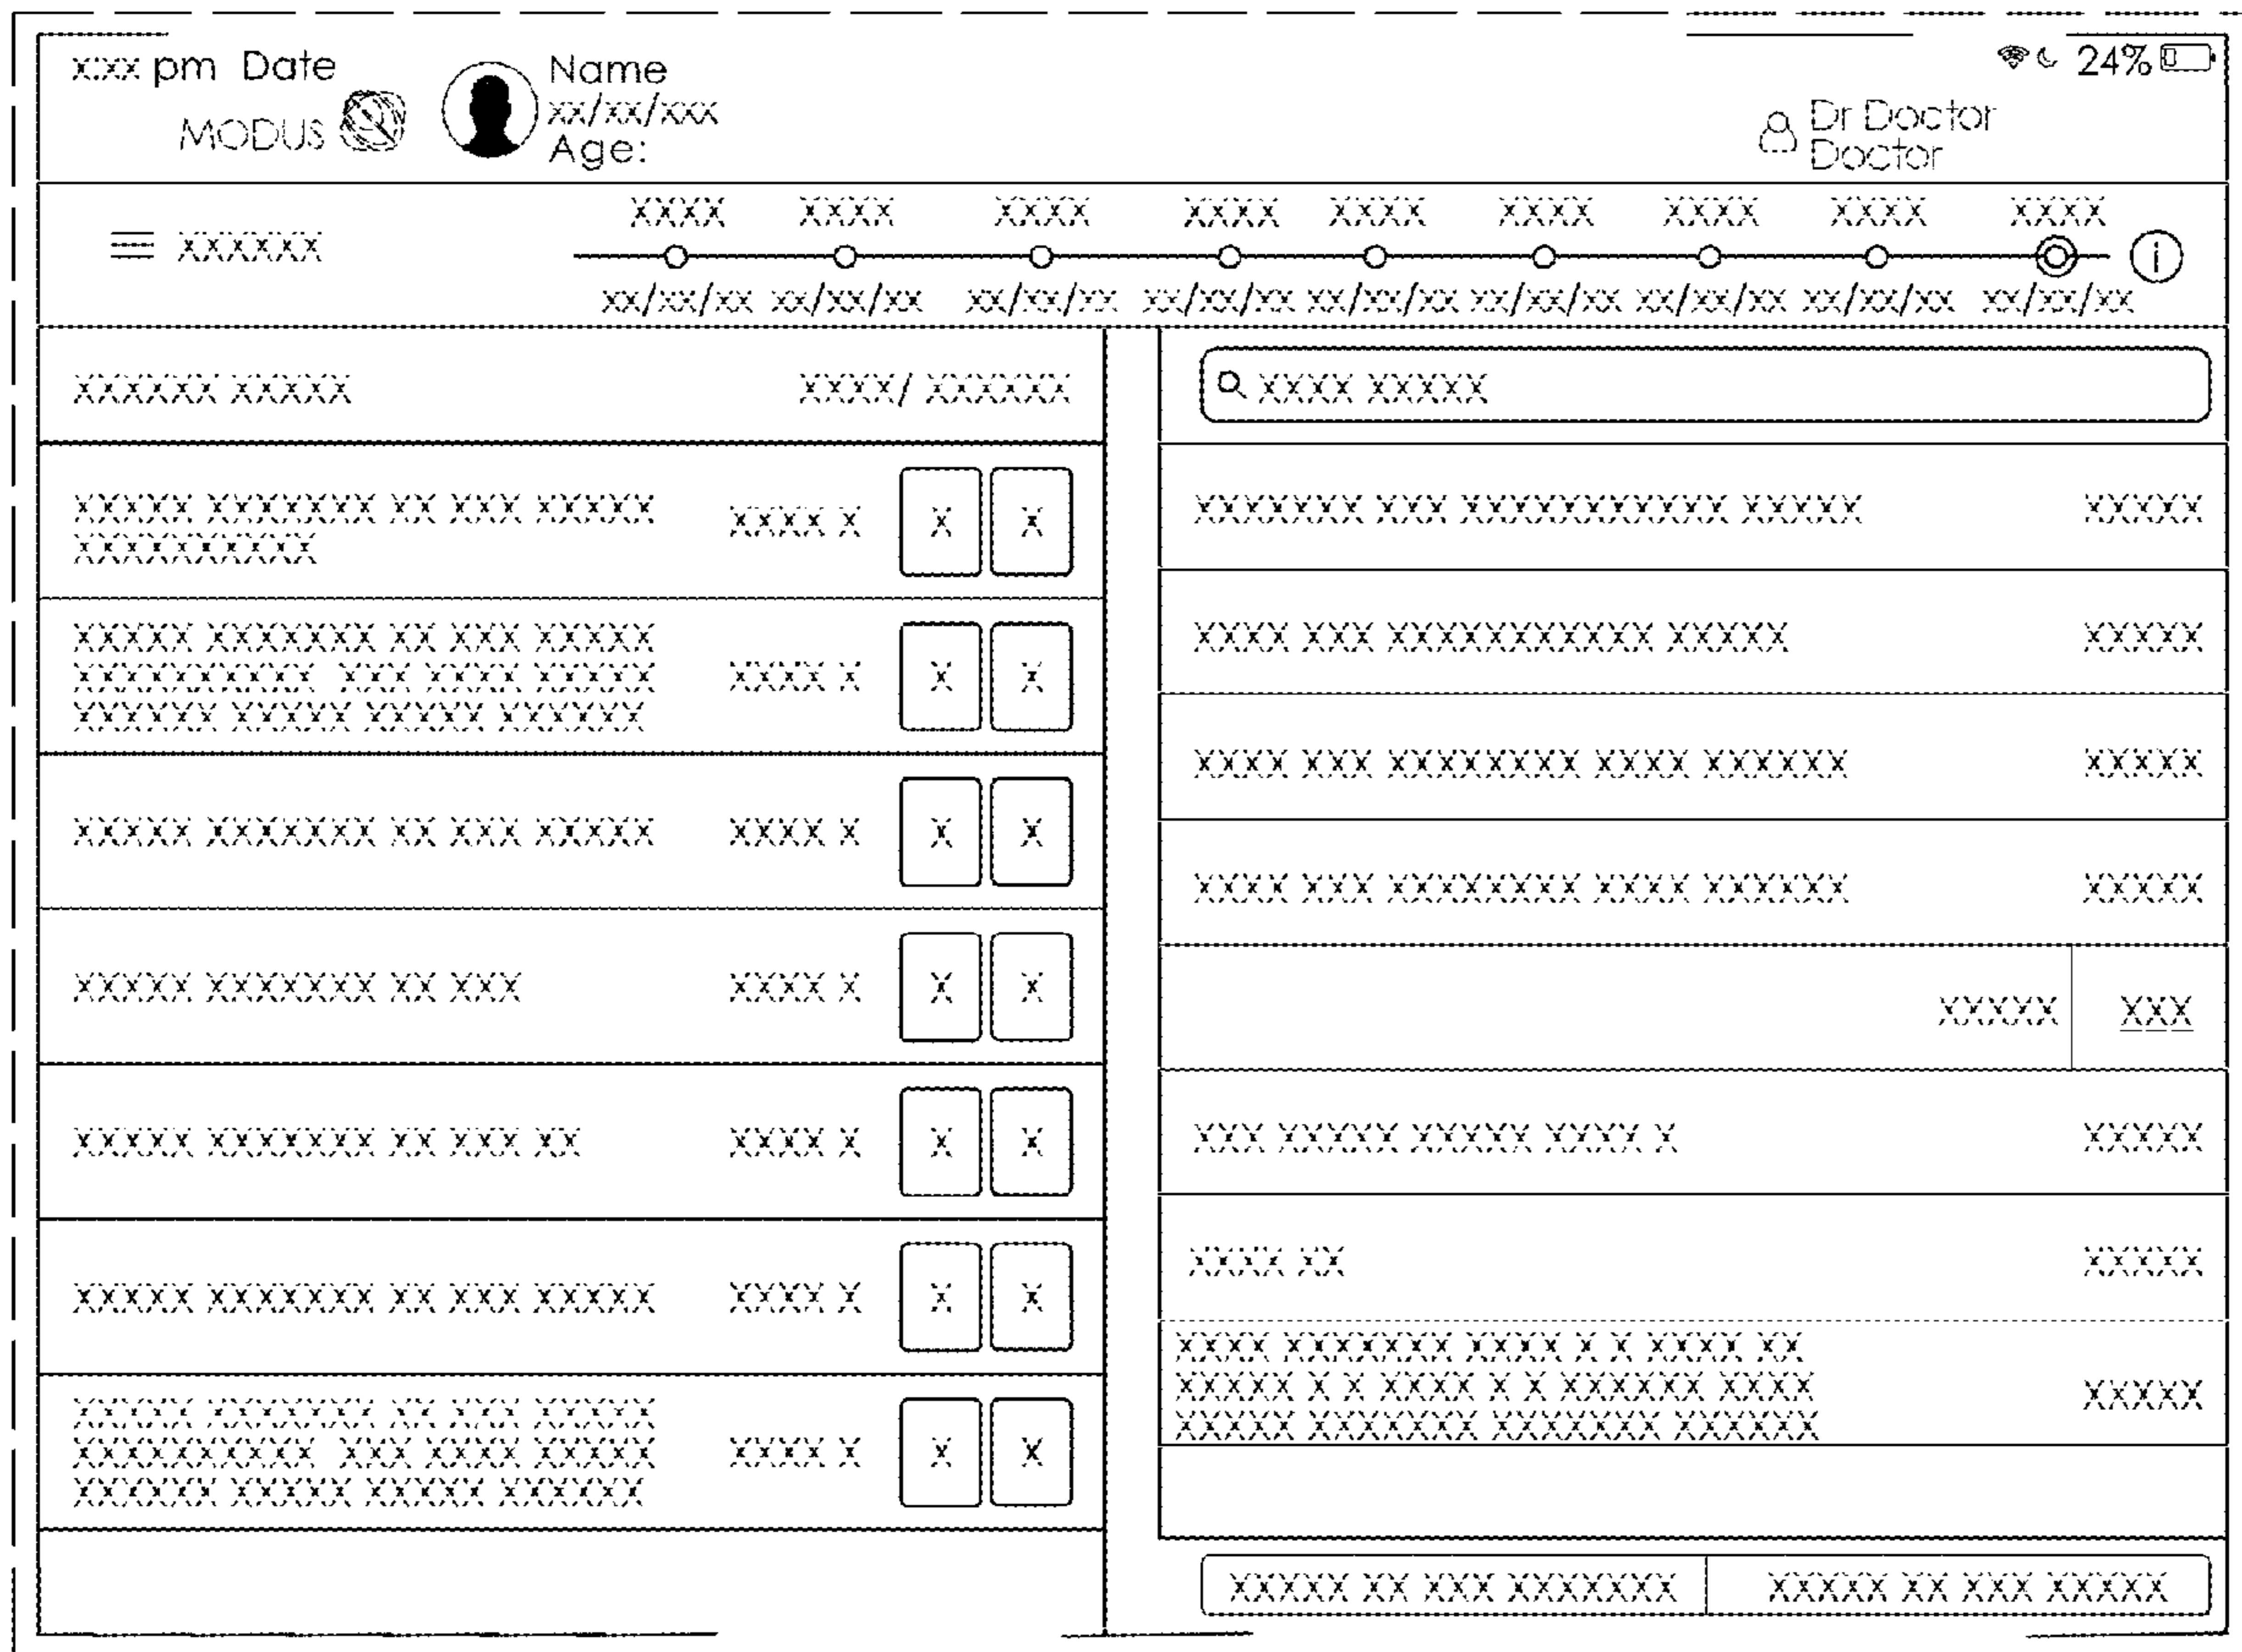 x:xx pm Date
24%
MODUS
Name
xx/xx/xxx
Age:
Dr Doctor
Doctor
XXXX XXXX XXXX XXXX XXXX XXXX XXXX XXXX XXXX
XXXXXX
i
xx/xx/xx xx/xx/xx xx/xx/xx xx/xx/xx xx/xx/xx xx/xx/xx xx/xx/xx xx/xx/xx xx/xx/xx
XXXXXX XXXXX XXXX/ XXXXXX
XXXXX XXXXXXX XX XXX XXXXX
XXXXXXXXXX
XXXX X X X
XXXXX XXXXXXX XX XXX XXXXX
XXXXXXXXXX XXX XXXX XXXXX
XXXXXX XXXXX XXXXX XXXXXX
XXXX X X X
XXXXX XXXXXXX XX XXX XXXXX XXXX X X X
XXXXX XXXXXXX XX XXX XXXX X X X
XXXXX XXXXXXX XX XXX XX XXXX X X X
XXXXX XXXXXXX XX XXX XXXXX XXXX X X X
XXXXX XXXXXXX XX XXX XXXXX
XXXXXXXXXX XXX XXXX XXXXX
XXXXXX XXXXX XXXXX XXXXXX
XXXX X X X
XXXX XXXXX
XXXXXXX XXX XXXXXXXXXXX XXXXX XXXXX
XXXX XXX XXXXXXXXXXX XXXXX XXXXX
XXXX XXX XXXXXXXX XXXX XXXXXX XXXXX
XXXX XXX XXXXXXXX XXXX XXXXXX XXXXX
XXXXX XXX
XXX XXXXX XXXXX XXXX X XXXXX
XXXX XX XXXXX
XXXX XXXXXXX XXXX X X XXXX XX
XXXXX X X XXXX X X XXXXXX XXXX
XXXXX XXXXXXX XXXXXXX XXXXXX
XXXXX
XXXXX XX XXX XXXXXXX XXXXX XX XXX XXXXX